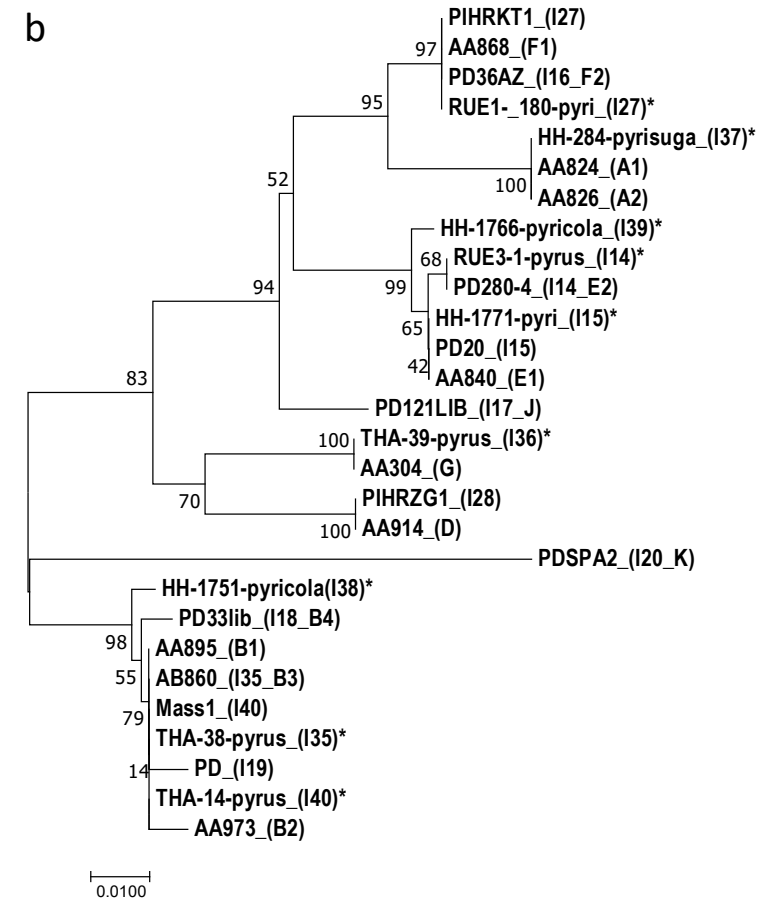 b
PIHRKT1_(I27)
97
AA868_(F1)
PD36AZ_(I16_F2)
95
RUE1-_180-pyri_(I27)*
HH-284-pyrisuga_(I37)*
AA824_(A1)
52
100
AA826_(A2)
HH-1766-pyricola_(I39)*
68
RUE3-1-pyrus_(I14)*
94
99
PD280-4_(I14_E2)
HH-1771-pyri_(I15)*
65
PD20_(I15)
42
AA840_(E1)
83
PD121LIB_(I17_J)
100
THA-39-pyrus_(I36)*
AA304_(G)
70
PIHRZG1_(I28)
100
AA914_(D)
PDSPA2_(I20_K)
HH-1751-pyricola(I38)*
PD33lib_(I18_B4)
98
AA895_(B1)
55
AB860_(I35_B3)
Mass1_(I40)
79
THA-38-pyrus_(I35)*
14
PD_(I19)
THA-14-pyrus_(I40)*
AA973_(B2)
0.0100